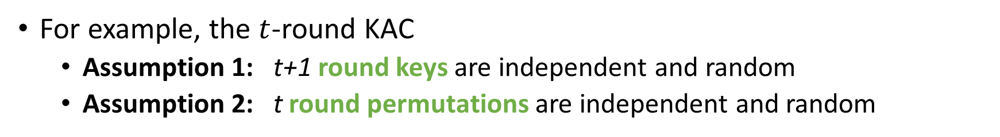 • For example, the t-round KAC
• Assumption 1: t+1 round keys are independent and random
• Assumption 2: t round permutations are independent and random